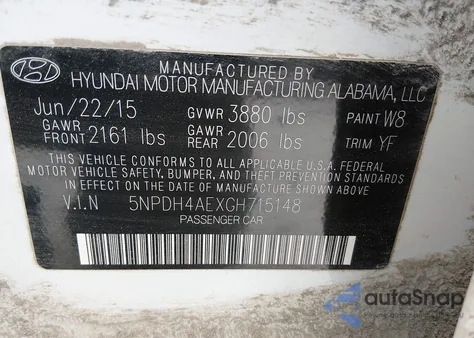 MANUFACTURED BY
HYUNDAI MOTOR MANUFACTURING ALABAMA, LLC
Jun/22/15 GVWR 3880 lbs PAINT W8
GAWR FRONT 2161 lbs GAWR REAR 2006 lbs TRIM YF
THIS VEHICLE CONFORMS TO ALL APPLICABLE U.S.A. FEDERAL
MOTOR VEHICLE SAFETY, BUMPER, AND THEFT PREVENTION STANDARDS
IN EFFECT ON THE DATE OF MANUFACTURE SHOWN ABOVE.
V.I.N 5NPDH4AEXGH715148
PASSENGER CAR
autoSnap